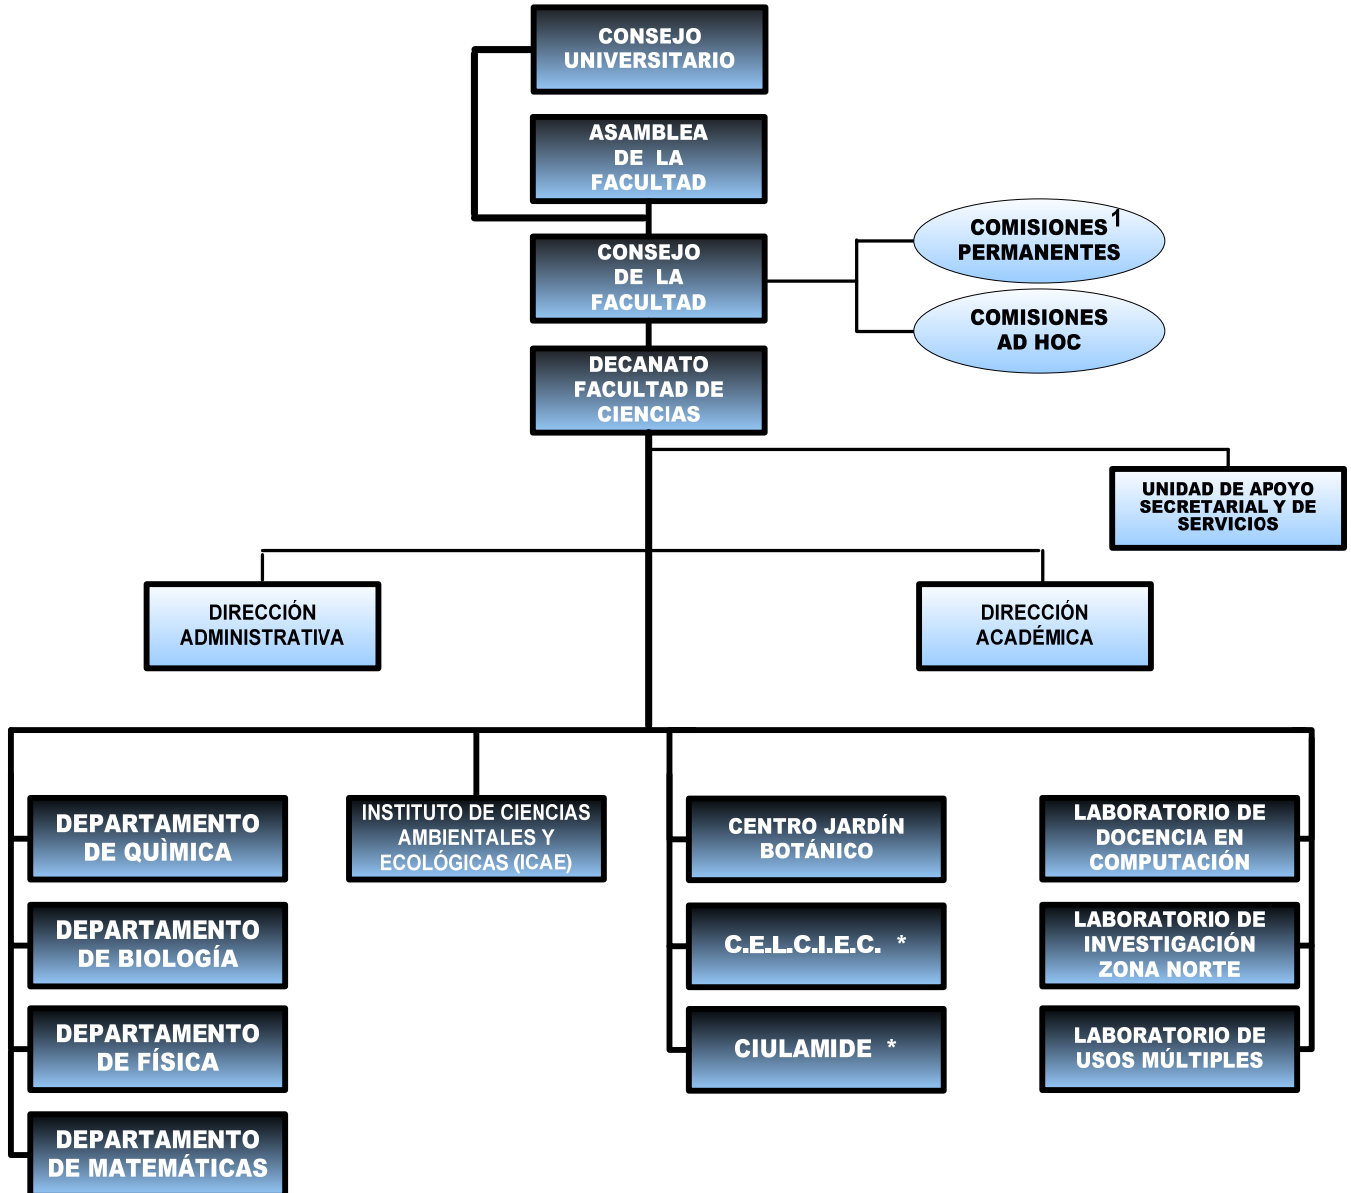 CONSEJO
UNIVERSITARIO
ASAMBLEA
DE LA
FACULTAD
CONSEJO
DE LA
FACULTAD
COMISIONES 1
PERMANENTES
COMISIONES
AD HOC
DECANATO
FACULTAD DE
CIENCIAS
UNIDAD DE APOYO
SECRETARIAL Y DE
SERVICIOS
DIRECCIÓN
ADMINISTRATIVA
DIRECCIÓN
ACADÉMICA
DEPARTAMENTO
DE QUÌMICA
DEPARTAMENTO
DE BIOLOGÍA
DEPARTAMENTO
DE FÍSICA
DEPARTAMENTO
DE MATEMÁTICAS
INSTITUTO DE CIENCIAS
AMBIENTALES Y
ECOLÓGICAS (ICAE)
CENTRO JARDÍN
BOTÁNICO
C.E.L.C.I.E.C. *
CIULAMIDE *
LABORATORIO DE
DOCENCIA EN
COMPUTACIÓN
LABORATORIO DE
INVESTIGACIÓN
ZONA NORTE
LABORATORIO DE
USOS MÚLTIPLES